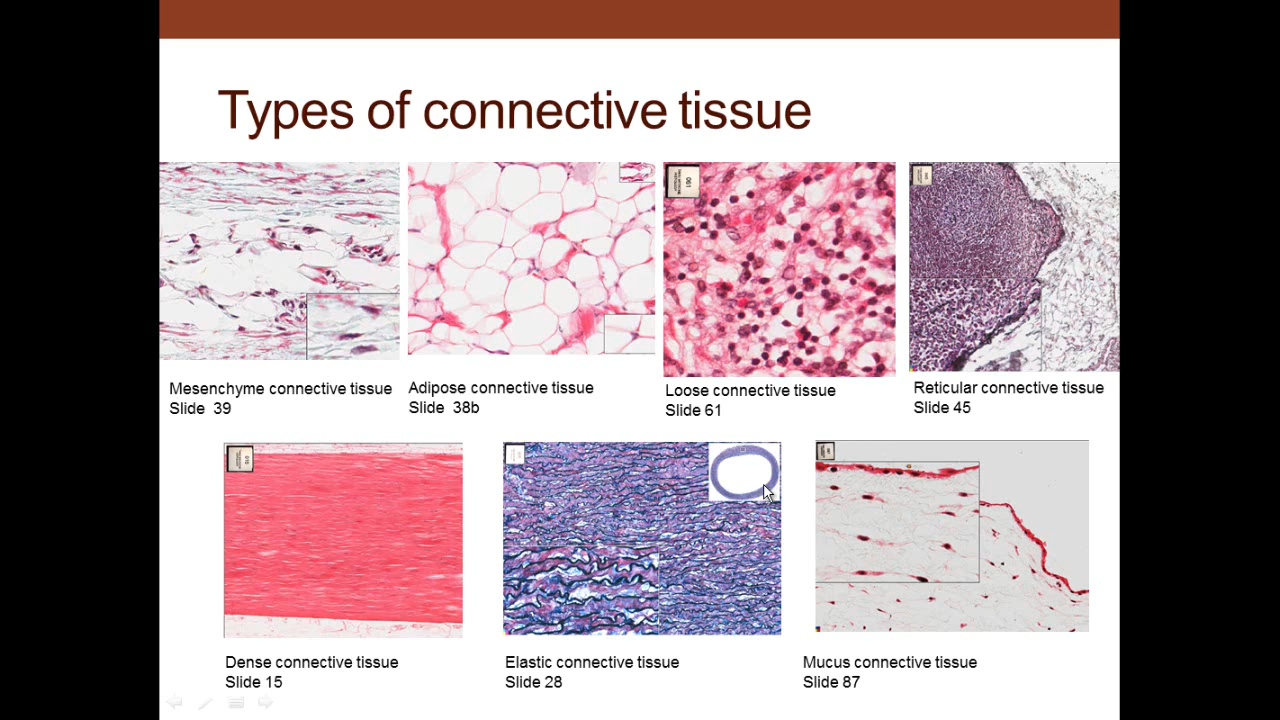 Types of connective tissue
Mesenchyme connective tissue
Slide 39
Adipose connective tissue
Slide 38b
Loose connective tissue
Slide 61
Reticular connective tissue
Slide 45
Dense connective tissue
Slide 15
Elastic connective tissue
Slide 28
Mucus connective tissue
Slide 87